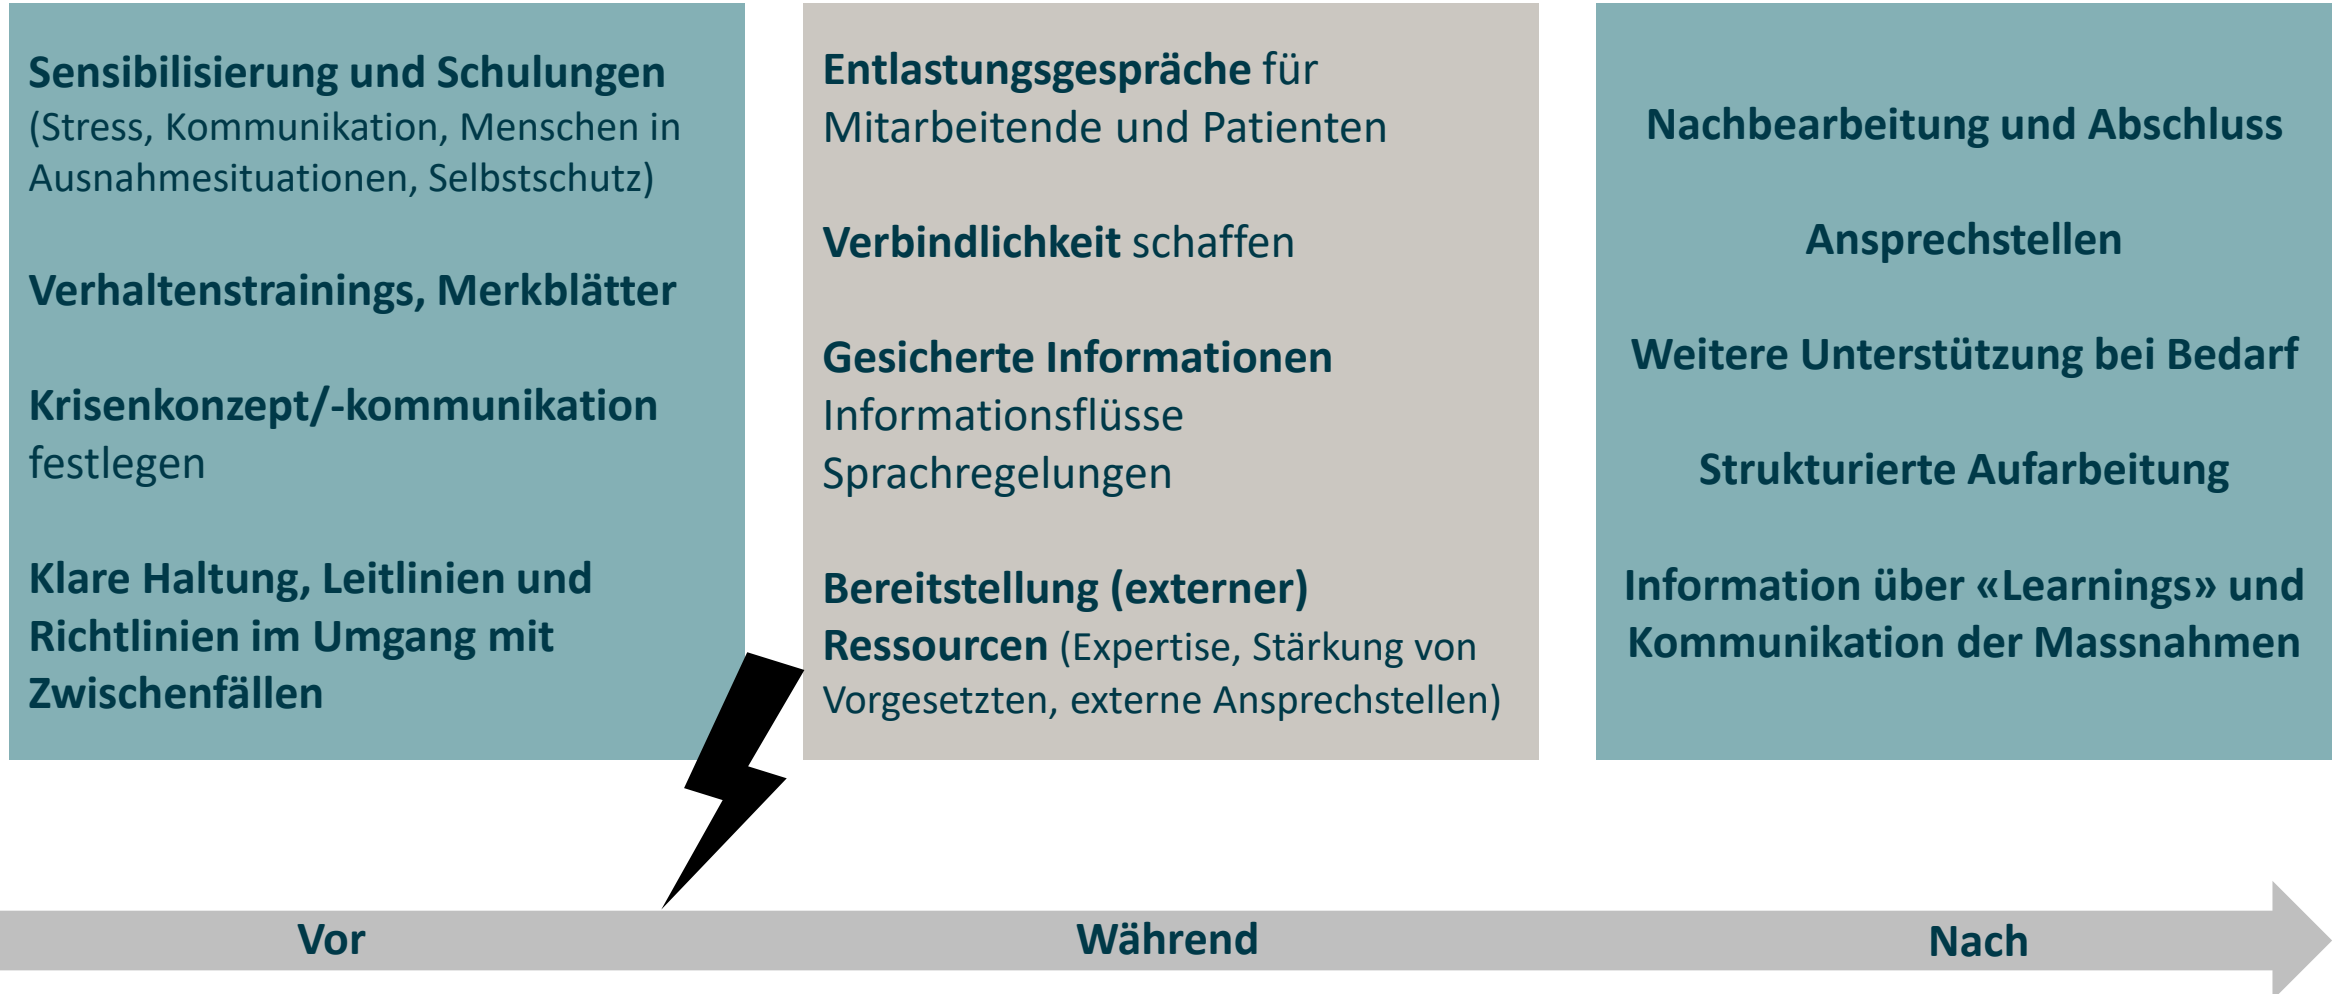 Sensibilisierung und Schulungen
(Stress, Kommunikation, Menschen in
Ausnahmesituationen, Selbstschutz)
Verhaltenstrainings, Merkblätter
Krisenkonzept/-kommunikation
festlegen
Klare Haltung, Leitlinien und
Richtlinien im Umgang mit
Zwischenfällen
Entlastungsgespräche für
Mitarbeitende und Patienten
Verbindlichkeit schaffen
Gesicherte Informationen
Informationsflüsse
Sprachregelungen
Bereitstellung (externer)
Ressourcen (Expertise, Stärkung von
Vorgesetzten, externe Ansprechstellen)
Nachbearbeitung und Abschluss
Ansprechstellen
Weitere Unterstützung bei Bedarf
Strukturierte Aufarbeitung
Information über «Learnings» und
Kommunikation der Massnahmen
Vor
Während
Nach